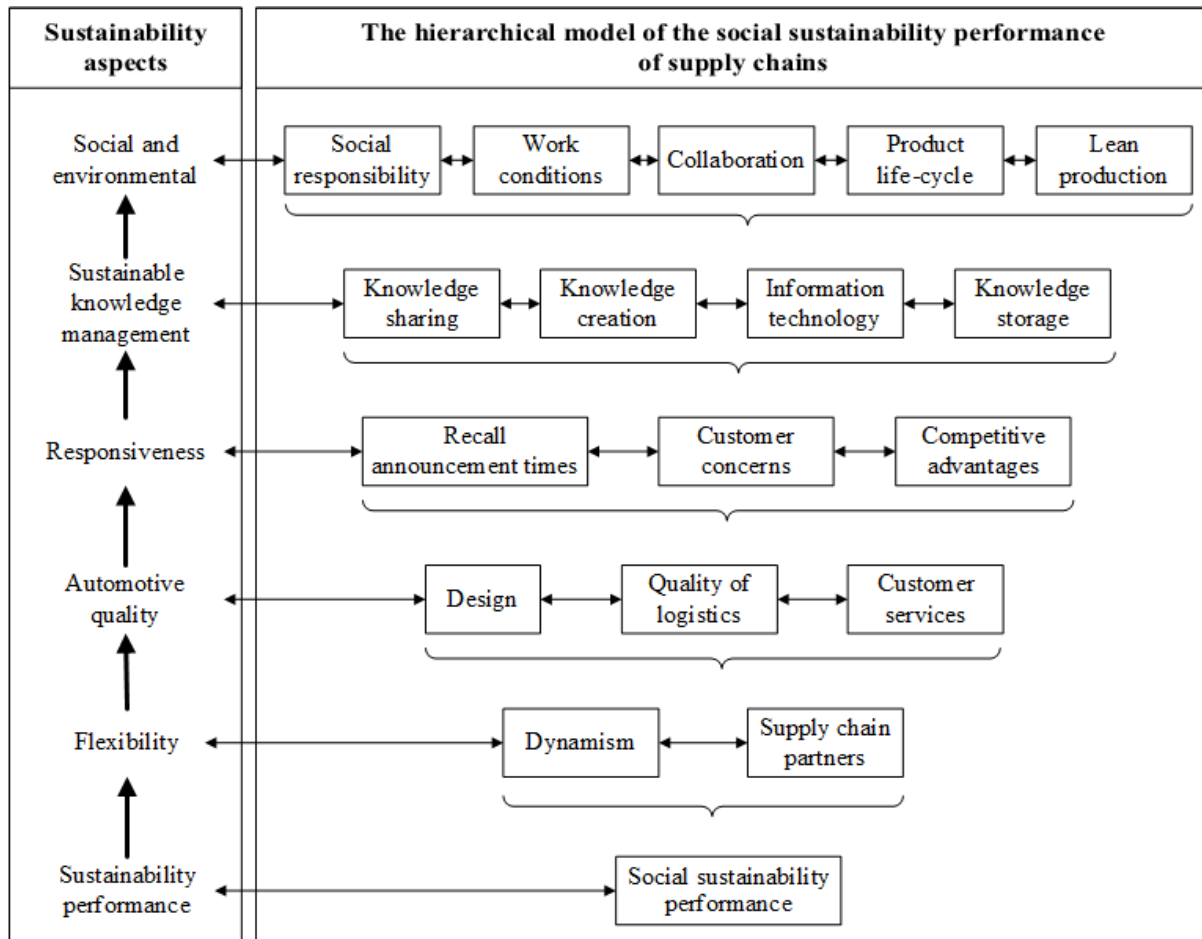 Sustainability
aspects
The hierarchical model of the social sustainability performance
of supply chains
Social and
environmental
Social
responsibility
Work
conditions
Collaboration
Product
life-cycle
Lean
production
Sustainable
knowledge
management
Knowledge
sharing
Knowledge
creation
Information
technology
Knowledge
storage
Responsiveness
Recall
announcement times
Customer
concerns
Competitive
advantages
Automotive
quality
Design
Quality of
logistics
Customer
services
Flexibility
Dynamism
Supply chain
partners
Sustainability
performance
Social sustainability
performance